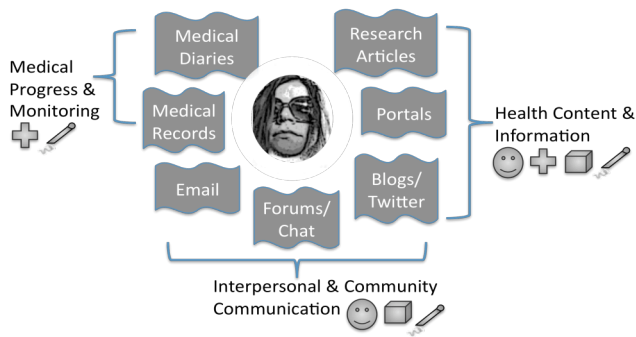 Medical
Diaries
Research
Articles
Medical
Progress &
Monitoring
Medical
Records
Portals
Health Content &
Information
Email
Forums/
Chat
Blogs/
Twitter
Interpersonal & Community
Communication